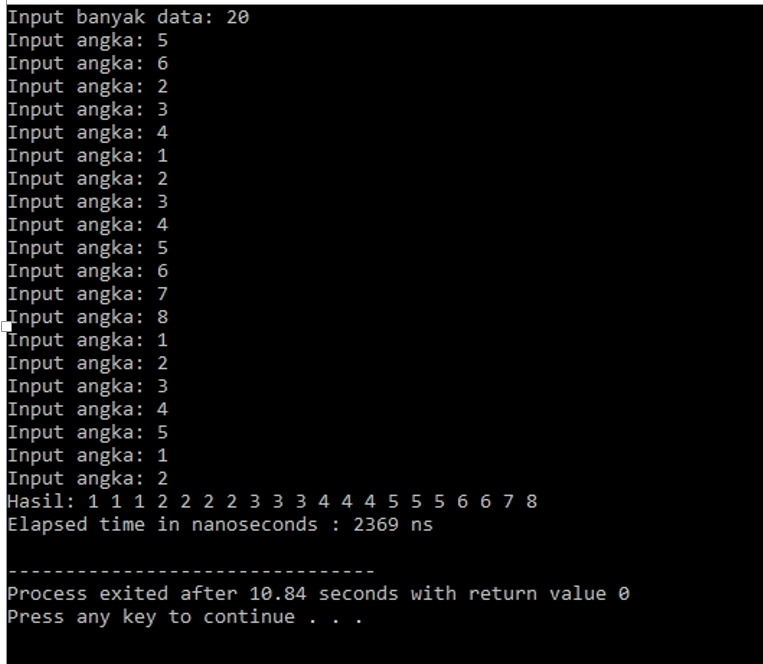 Input banyak data: 20
Input angka: 5
Input angka: 6
Input angka: 2
Input angka: 3
Input angka: 4
Input angka: 1
Input angka: 2
Input angka: 3
Input angka: 4
Input angka: 5
Input angka: 6
Input angka: 7
Input angka: 8
Input angka: 1
Input angka: 2
Input angka: 3
Input angka: 4
Input angka: 5
Input angka: 1
Input angka: 2
Hasil: 1 1 1 2 2 2 2 3 3 3 4 4 4 5 5 5 6 6 7 8
Elapsed time in nanoseconds : 2369 ns
--------------------------------
Process exited after 10.84 seconds with return value 0
Press any key to continue . . .